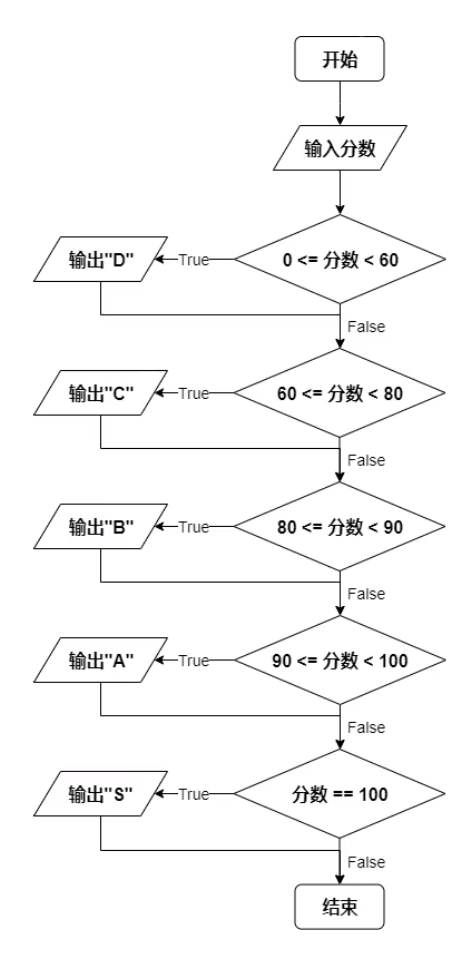 开始
输入分数
0 <= 分数 < 60
True
输出"D"
False
60 <= 分数 < 80
True
输出"C"
False
80 <= 分数 < 90
True
输出"B"
False
90 <= 分数 < 100
True
输出"A"
False
分数 == 100
True
输出"S"
False
结束